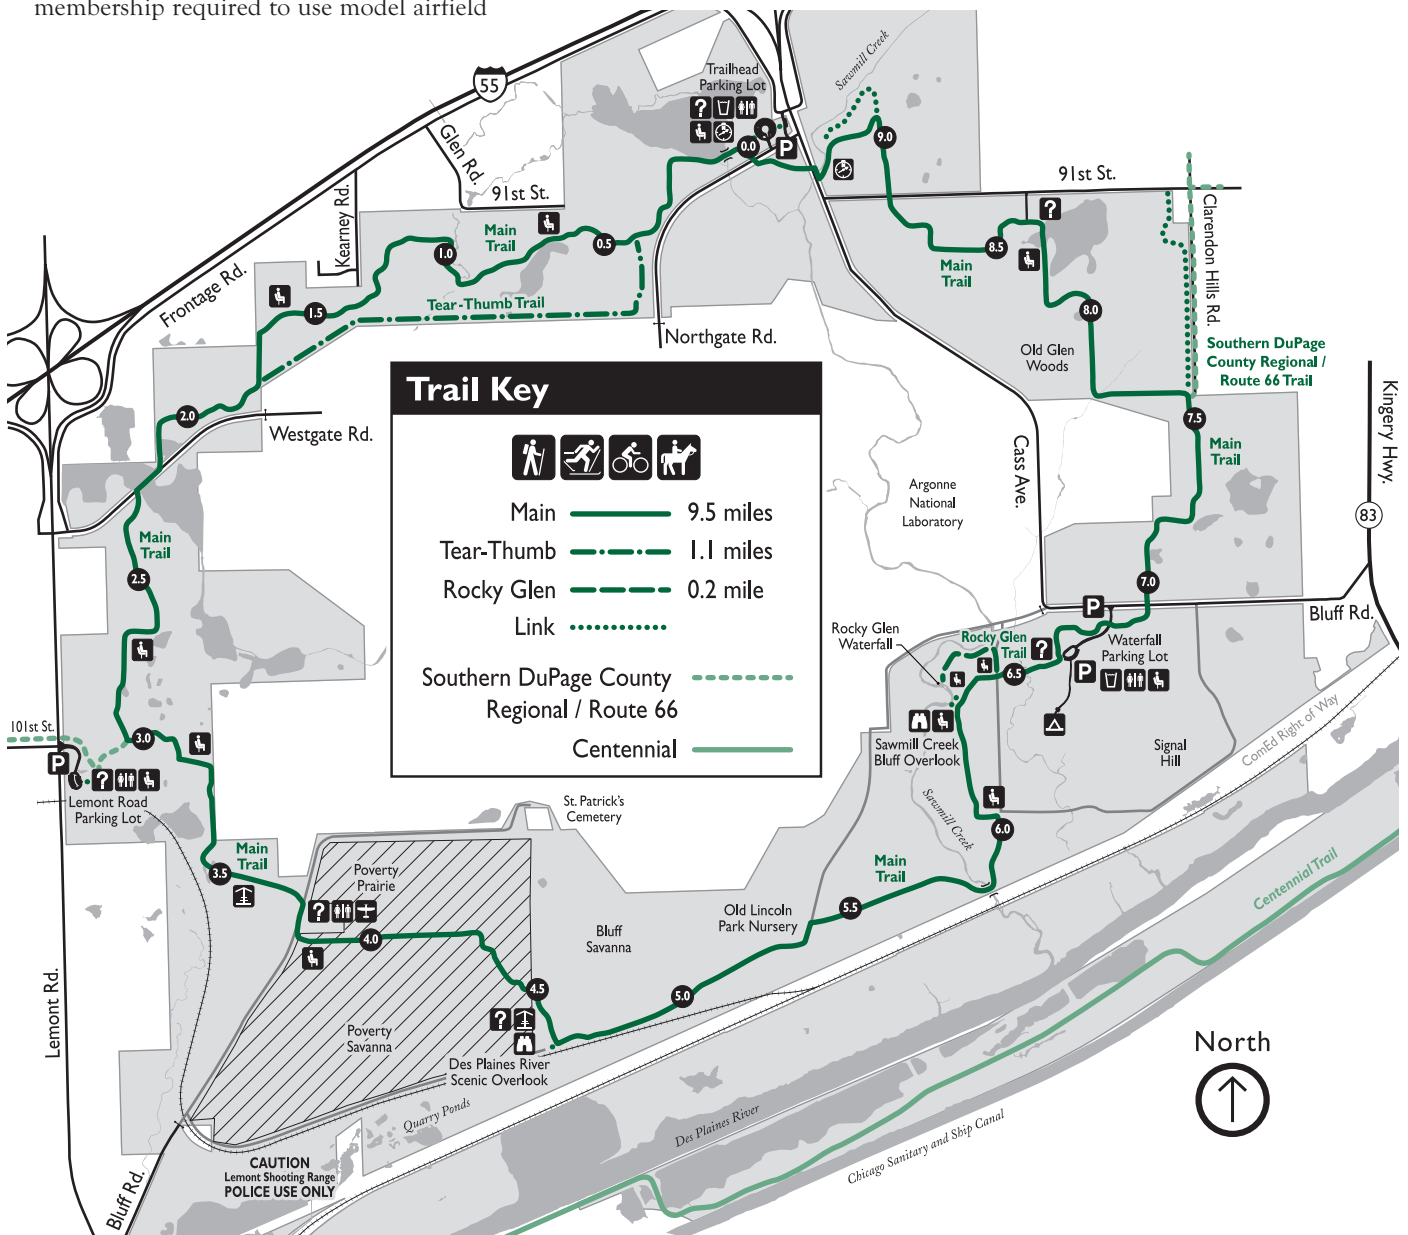 membership required to use model airfield
55
Trailhead
Parking Lot
?
P
0.0
Sawmill Creek
9.0
Glen Rd.
Kearney Rd.
91st St.
91st St.
Main
Trail
0.5
1.0
1.5
Tear-Thumb Trail
Frontage Rd.
Northgate Rd.
?
8.5
Main
Trail
8.0
Old Glen
Woods
Clarendon Hills Rd.
Southern DuPage
County Regional /
Route 66 Trail
Kingery Hwy.
83
7.5
Main
Trail
2.0
Westgate Rd.
Trail Key
Main 9.5 miles
Tear-Thumb 1.1 miles
Rocky Glen 0.2 mile
Link
Southern DuPage County
Regional / Route 66
Centennial
Cass Ave.
Argonne
National
Laboratory
Main
Trail
2.5
7.0
P
Bluff Rd.
Rocky Glen
Waterfall
Rocky Glen
Trail
?
6.5
Waterfall
Parking Lot
P
101st St.
3.0
P
?
Lemont Road
Parking Lot
Sawmill Creek
Bluff Overlook
Signal
Hill
ComEd Right of Way
St. Patrick's
Cemetery
Sawmill Creek
6.0
Main
Trail
3.5
Poverty
Prairie
?
4.0
Main
Trail
5.5
Old Lincoln
Park Nursery
Bluff
Savanna
Centennial Trail
Lemont Rd.
4.5
5.0
?
Poverty
Savanna
Des Plaines River
Scenic Overlook
North
Quarry Ponds
Des Plaines River
Chicago Sanitary and Ship Canal
CAUTION
Lemont Shooting Range
POLICE USE ONLY
Bluff Rd.